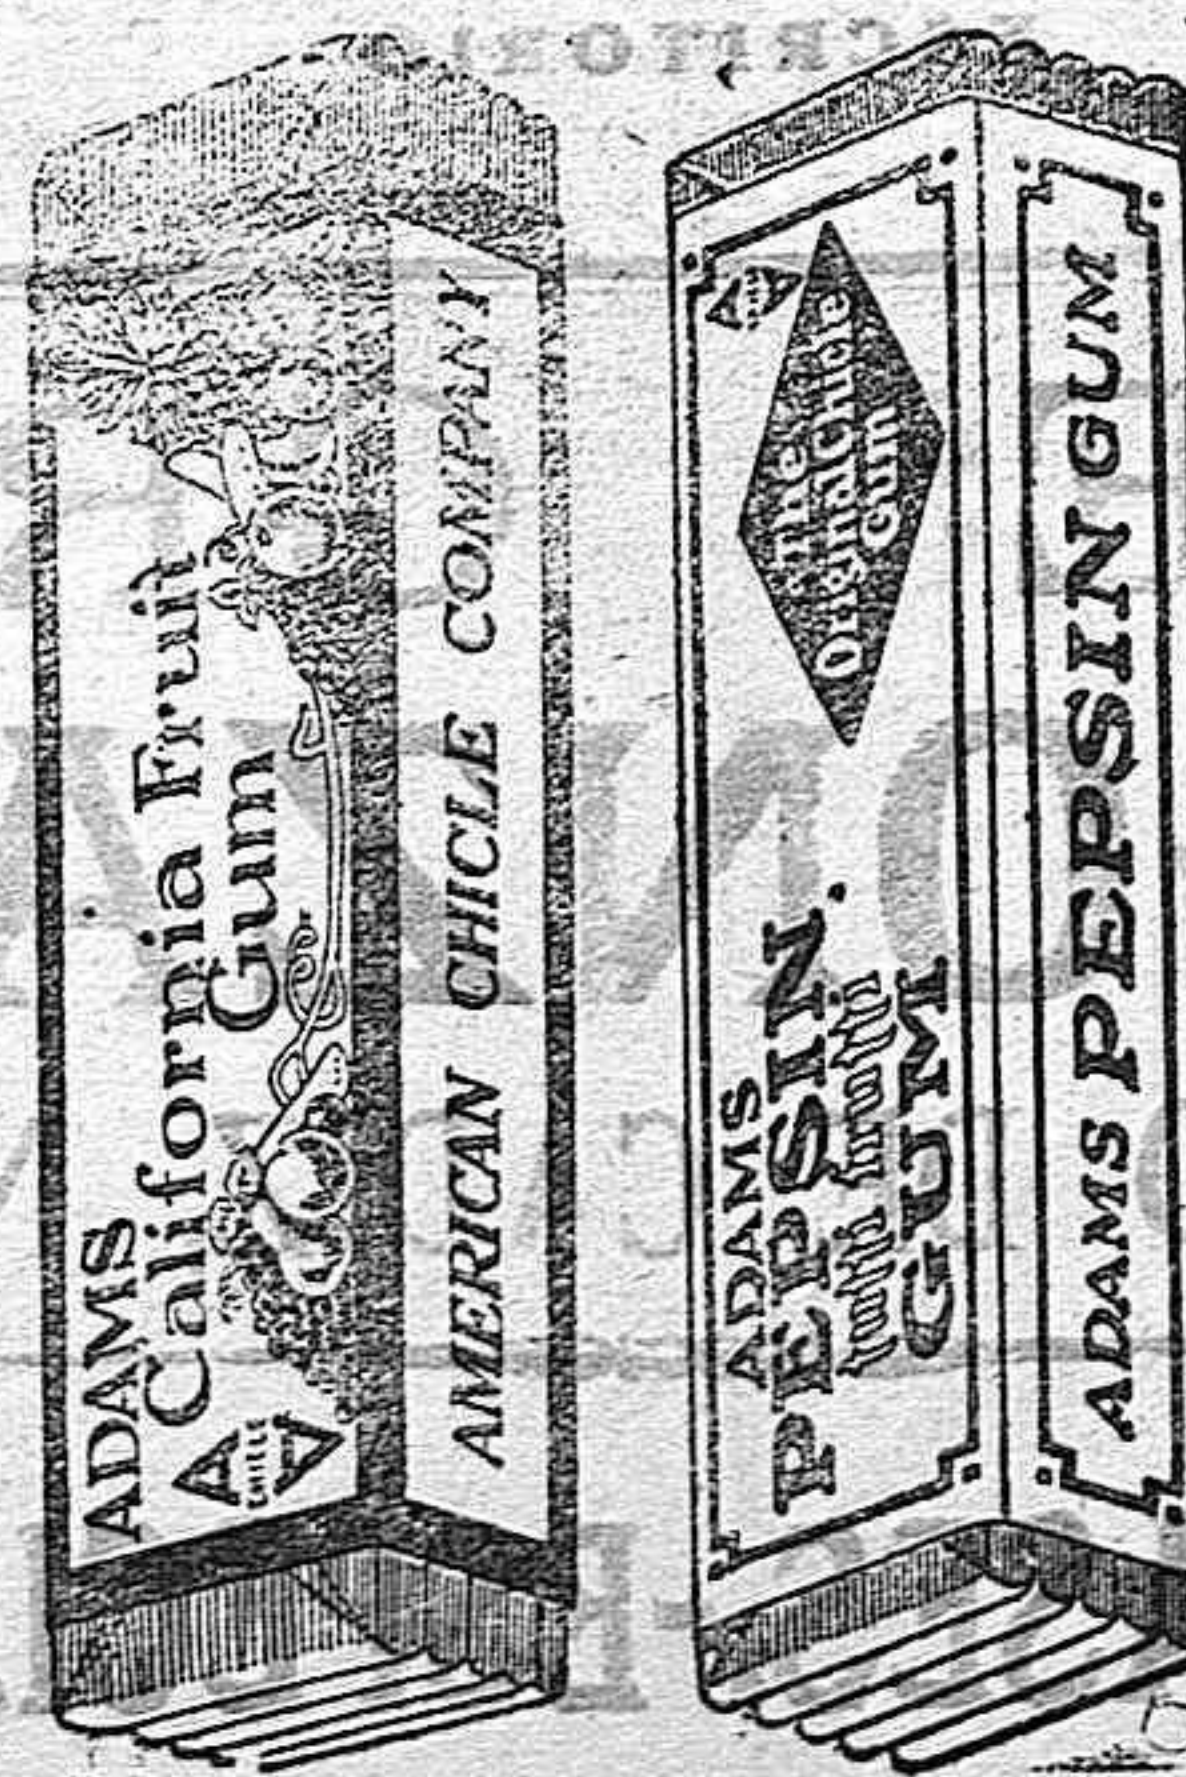 ADAMS
California Fruit
Gum
A CHICLE A
AMERICAN CHICLE COMPANY
The
Original Chicle
Gum
ADAMS
PEPSIN
tutti frutti
GUM
ADAMS PEPSIN GUM